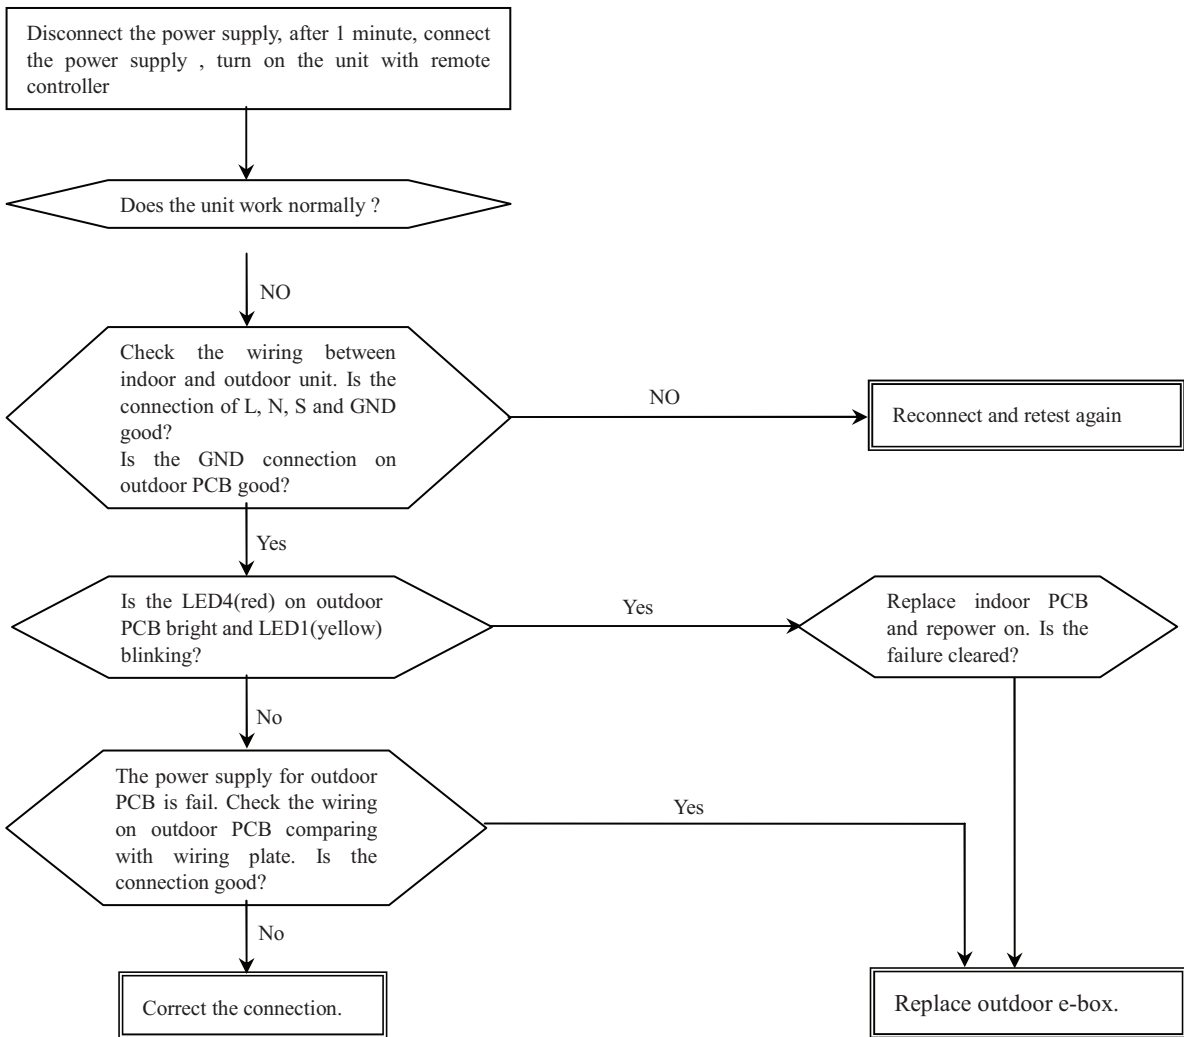 Disconnect the power supply, after 1 minute, connect
the power supply , turn on the unit with remote
controller
Does the unit work normally ?
NO
Check the wiring between
indoor and outdoor unit. Is the
connection of L, N, S and GND
good?
Is the GND connection on
outdoor PCB good?
NO
Reconnect and retest again
Yes
Is the LED4(red) on outdoor
PCB bright and LED1(yellow)
blinking?
Yes
Replace indoor PCB
and repower on. Is the
failure cleared?
No
The power supply for outdoor
PCB is fail. Check the wiring
on outdoor PCB comparing
with wiring plate. Is the
connection good?
Yes
No
Correct the connection.
Replace outdoor e-box.